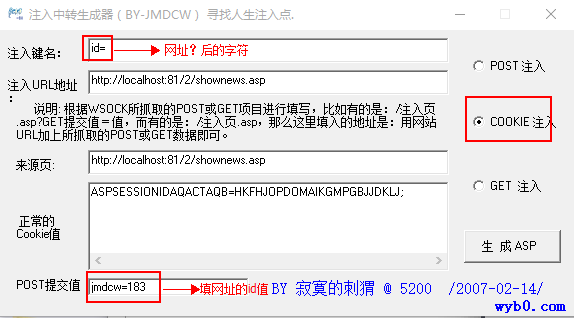 注入中转生成器（BY-JMDCW）寻找人生注入点.
注入键名：
id=
网址？后的字符
POST 注入
注入URL地址：
http://localhost:81/2/shownews.asp
说明：根据WSOCK所抓取的POST或GET项目进行填写，比如有的是：/注入页
.asp?GET提交值＝值，而有的是：/注入页.asp，那么这里填入的地址是：用网站
URL加上所抓取的POST或GET数据即可。
COOKIE 注入
来源页:
http://localhost:81/2/shownews.asp
ASPSESSIONIDAQACTAQB=HKFHJOPDOMAIKGMPGBJJDKLJ;
GET 注入
正常的
Cookie值
生 成 ASP
POST提交值
jmdcw=183
填网址的id值
BY 寂寞的刺猬 @ 5200 /2007-02-14/
wyb0.com